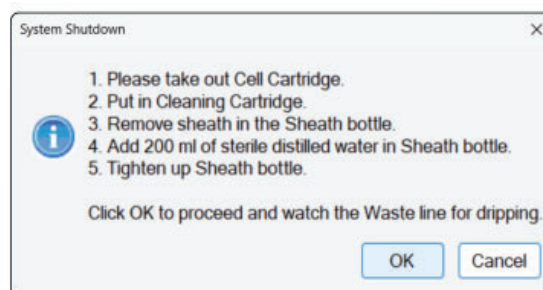 System Shutdown
1. Please take out Cell Cartridge.
2. Put in Cleaning Cartridge.
3. Remove sheath in the Sheath bottle.
4. Add 200 ml of sterile distilled water in Sheath bottle.
5. Tighten up Sheath bottle.
Click OK to proceed and watch the Waste line for dripping.
OK Cancel